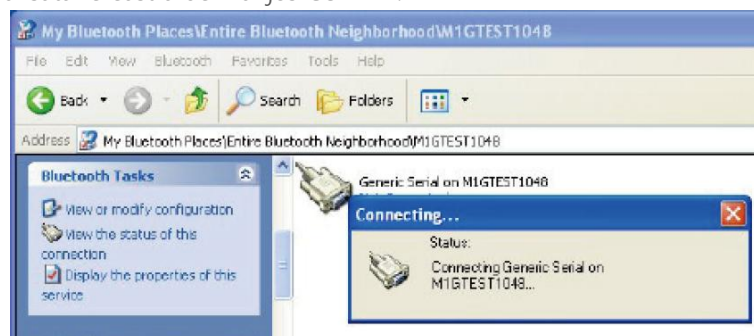 My Bluetooth Places\Entire Bluetooth Neighborhood\M1GTEST1048
File Edit View Bluetooth Favorites Tools Help
Back Search Folders
Address My Bluetooth Places\Entire Bluetooth Neighborhood\M1GTEST1048
Bluetooth Tasks
View or modify configuration
View the status of this
connection
Display the properties of this
service
Generic Serial on M1GTEST1048
Connecting...
Status:
Connecting Generic Serial on
M1GTEST1048...